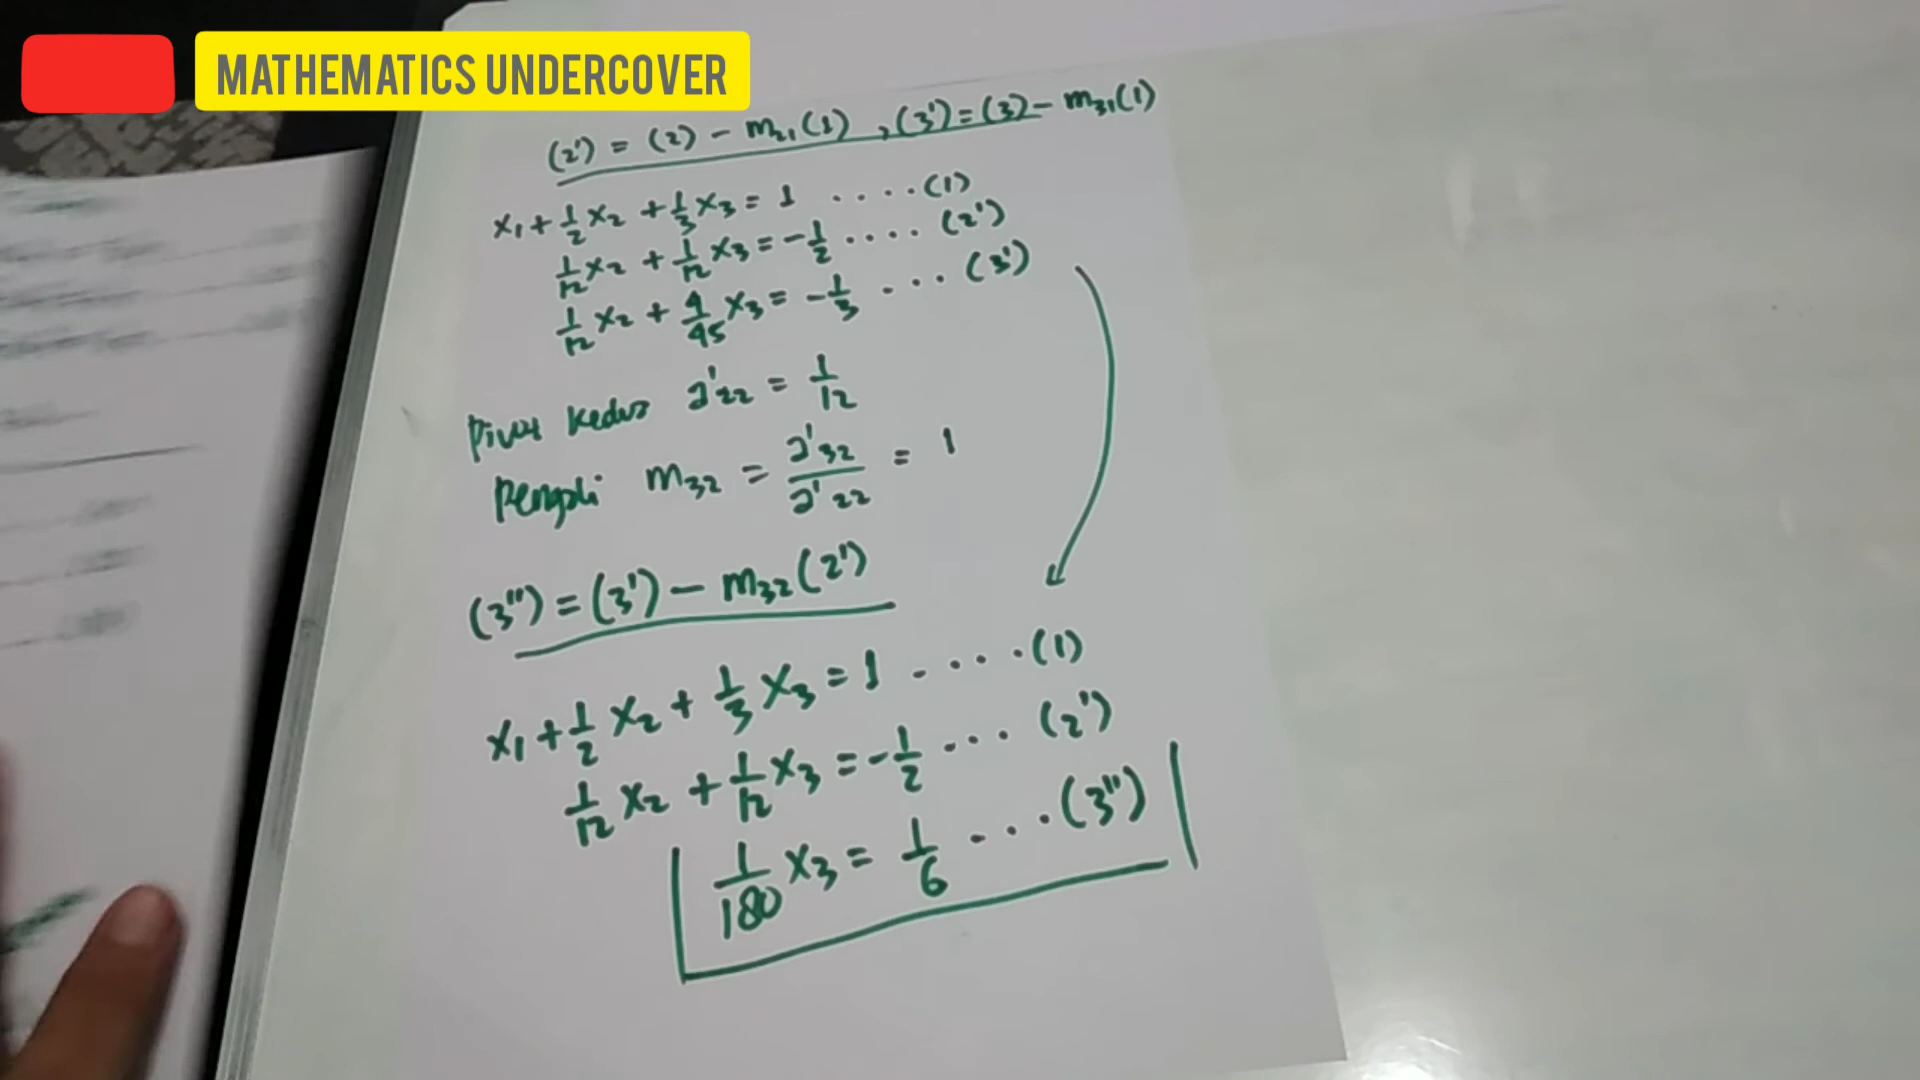 MATHEMATICS UNDERCOVER
(2') = (2) - m21(1) , (3') = (3) - m31(1)
x1 + 1/2 x2 + 1/3 x3 = 1 ....(1)
1/12 x2 + 1/12 x3 = -1/2 ....(2')
1/12 x2 + 4/45 x3 = -1/3 ...(3')
Pivot kedua a'22 = 1/12
Pengali m32 = a'32/a'22 = 1
(3'') = (3') - m32(2')
x1 + 1/2 x2 + 1/3 x3 = 1 ....(1)
1/12 x2 + 1/12 x3 = -1/2 ...(2')
1/180 x3 = 1/6 ...(3'')